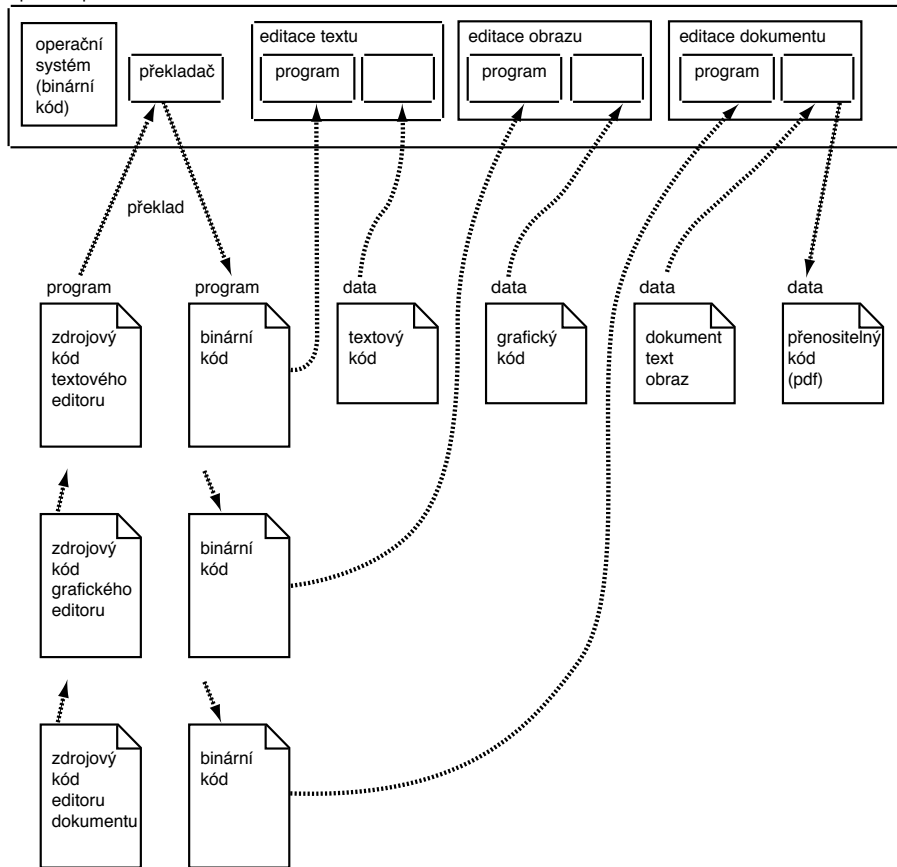 operační
systém
(binární
kód)
překladač
editace textu
program
editace obrazu
program
editace dokumentu
program
překlad
program
program
data
data
data
data
zdrojový
kód
textového
editoru
binární
kód
textový
kód
grafický
kód
dokument
text
obraz
přenositelný
kód
(pdf)
zdrojový
kód
grafického
editoru
binární
kód
zdrojový
kód
editoru
dokumentu
binární
kód